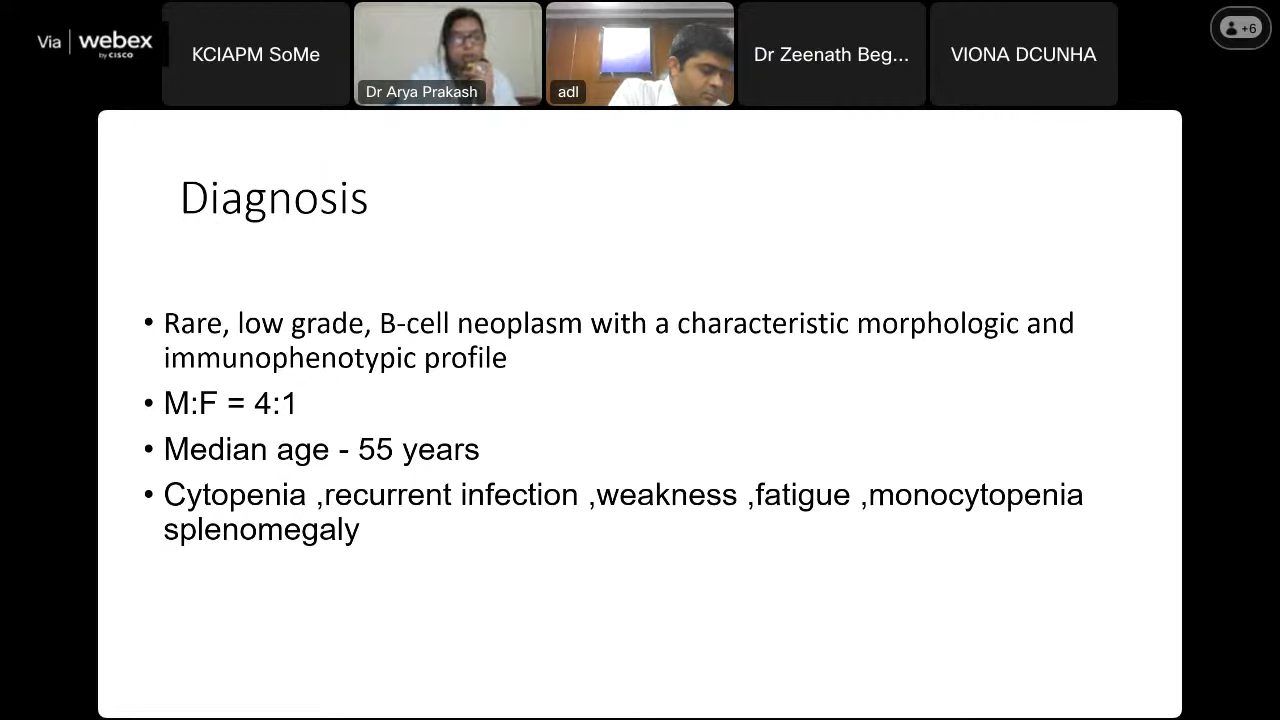 Via webex
by CISCO
KCIAPM SoMe
Dr Arya Prakash
adl
Dr Zeenath Beg...
VIONA DCUNHA
+6
Diagnosis
• Rare, low grade, B-cell neoplasm with a characteristic morphologic and
immunophenotypic profile
• M:F = 4:1
• Median age - 55 years
• Cytopenia ,recurrent infection ,weakness ,fatigue ,monocytopenia
splenomegaly